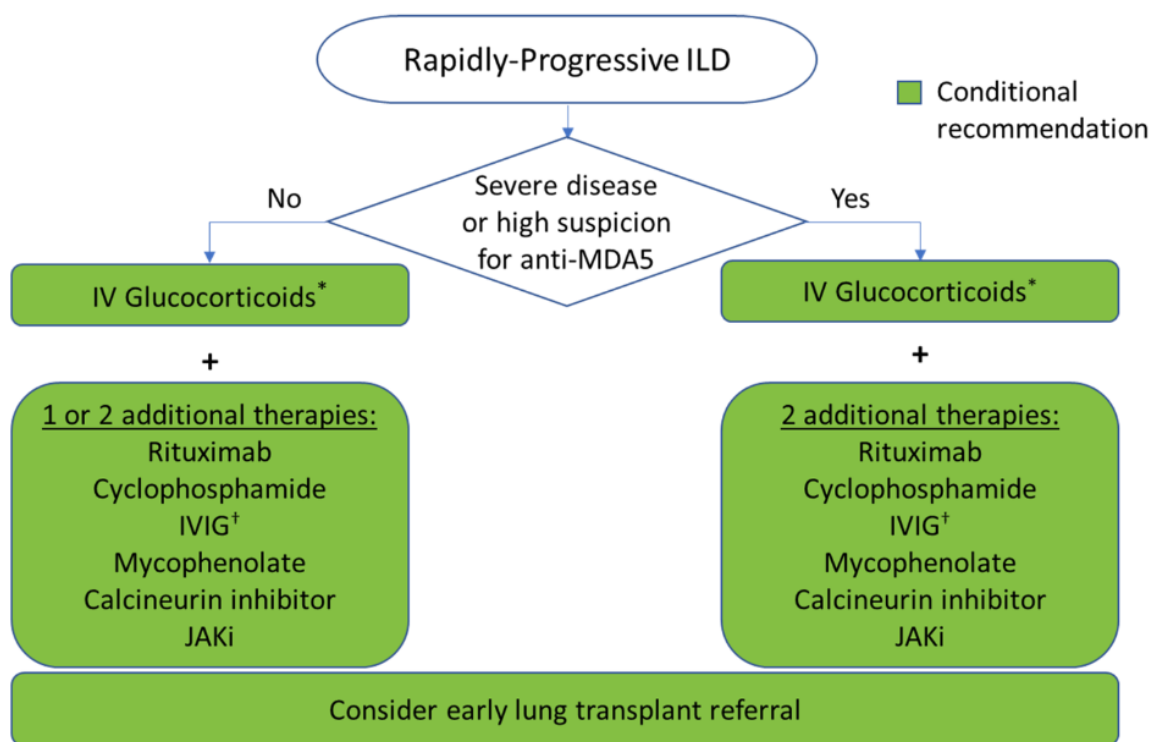 Rapidly-Progressive ILD
Conditional
recommendation
Severe disease
or high suspicion
for anti-MDA5
No
Yes
IV Glucocorticoids*
+
1 or 2 additional therapies:
Rituximab
Cyclophosphamide
IVIG†
Mycophenolate
Calcineurin inhibitor
JAKi
IV Glucocorticoids*
+
2 additional therapies:
Rituximab
Cyclophosphamide
IVIG†
Mycophenolate
Calcineurin inhibitor
JAKi
Consider early lung transplant referral